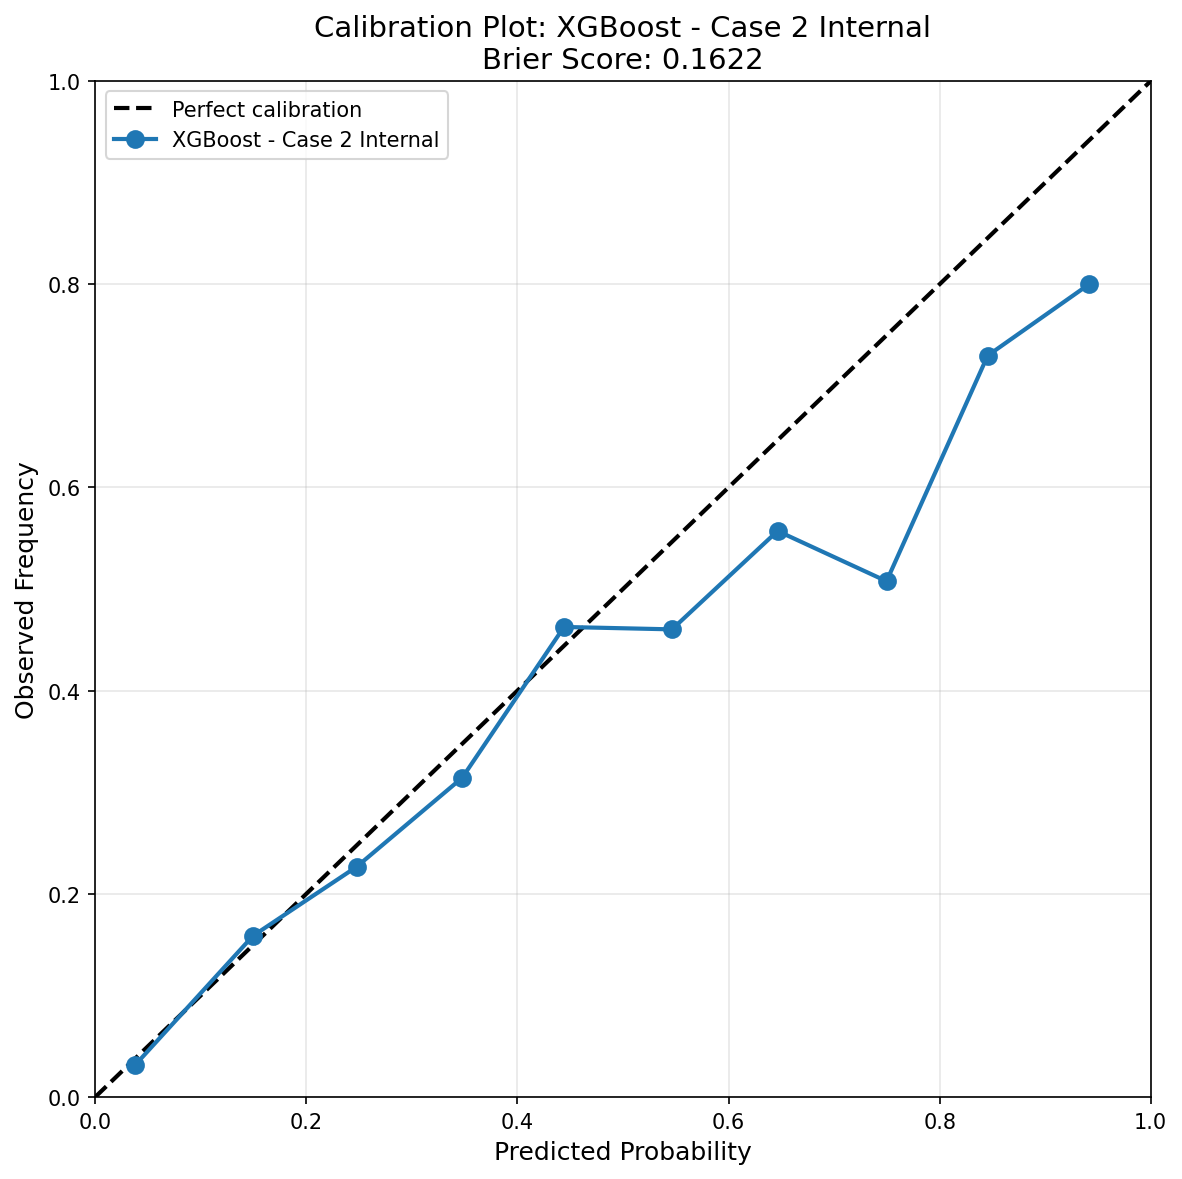 Calibration Plot: XGBoost - Case 2 Internal
Brier Score: 0.1622
Perfect calibration
XGBoost - Case 2 Internal
1.0
0.8
0.6
0.4
0.2
0.0
Observed Frequency
0.0 0.2 0.4 0.6 0.8 1.0
Predicted Probability